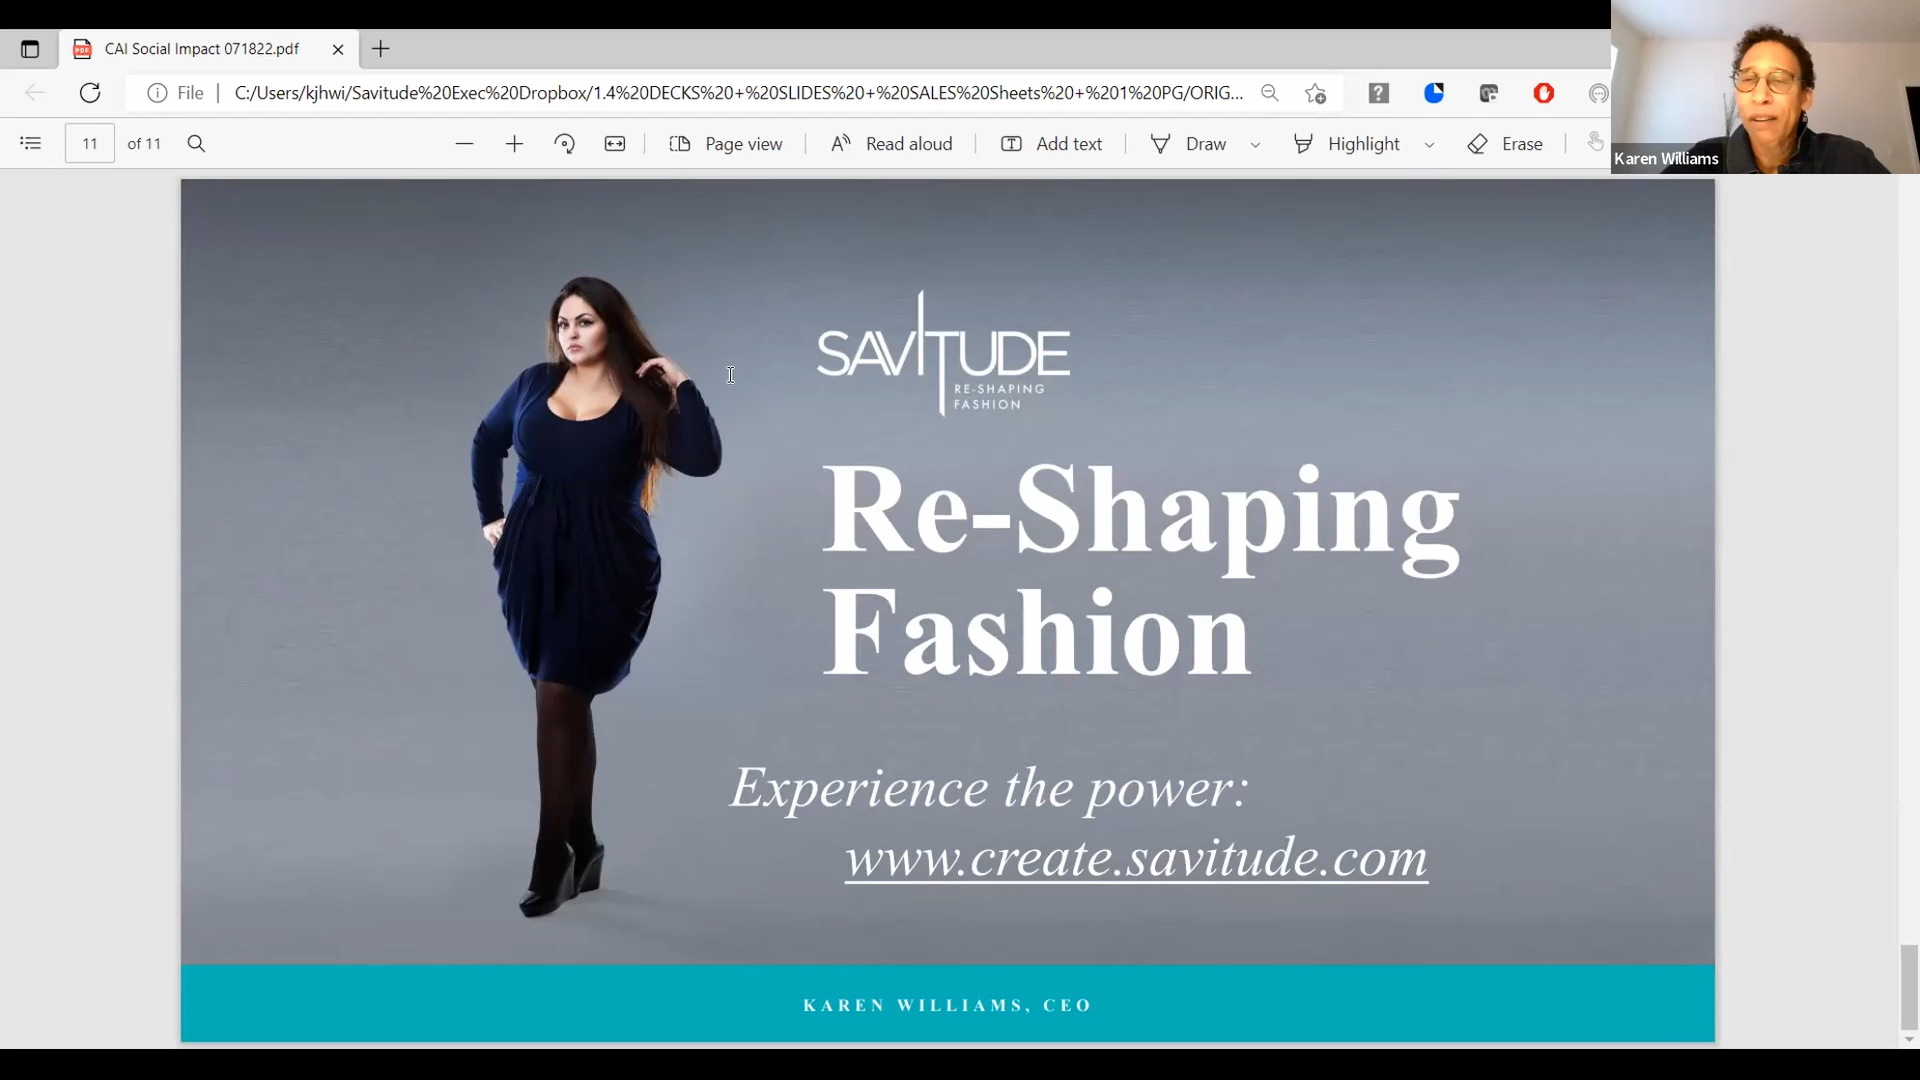 CAI Social Impact 071822.pdf
File
C:/Users/kjhwi/Savitude%20Exec%20Dropbox/1.4%20DECKS%20+%20SLIDES%20+%20SALES%20Sheets%20+%201%20PG/ORIG...
11 of 11
Page view
Read aloud
Add text
Draw
Highlight
Erase
Karen Williams
SAVITUDE
RE-SHAPING
FASHION
Re-Shaping
Fashion
Experience the power:
www.create.savitude.com
KAREN WILLIAMS, CEO